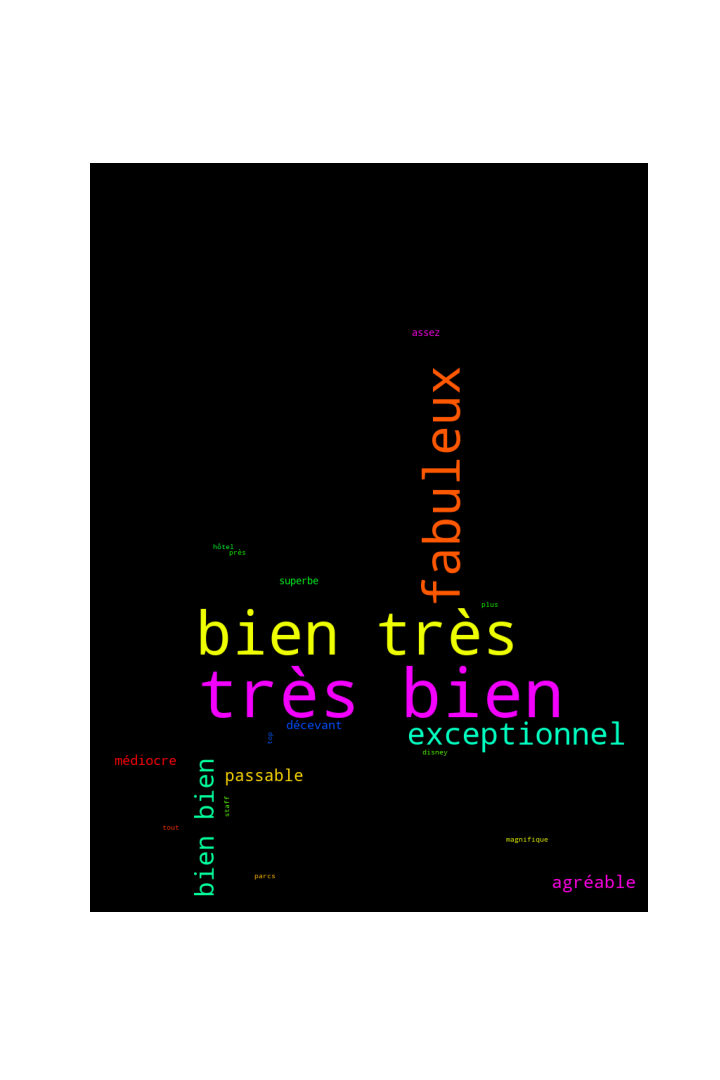 assez
fabuleux
hôtel
près
superbe
plus
bien très
très bien
décevant
exceptionnel
top
disney
médiocre
bien bien
passable
staff
tout
magnifique
parcs
agréable